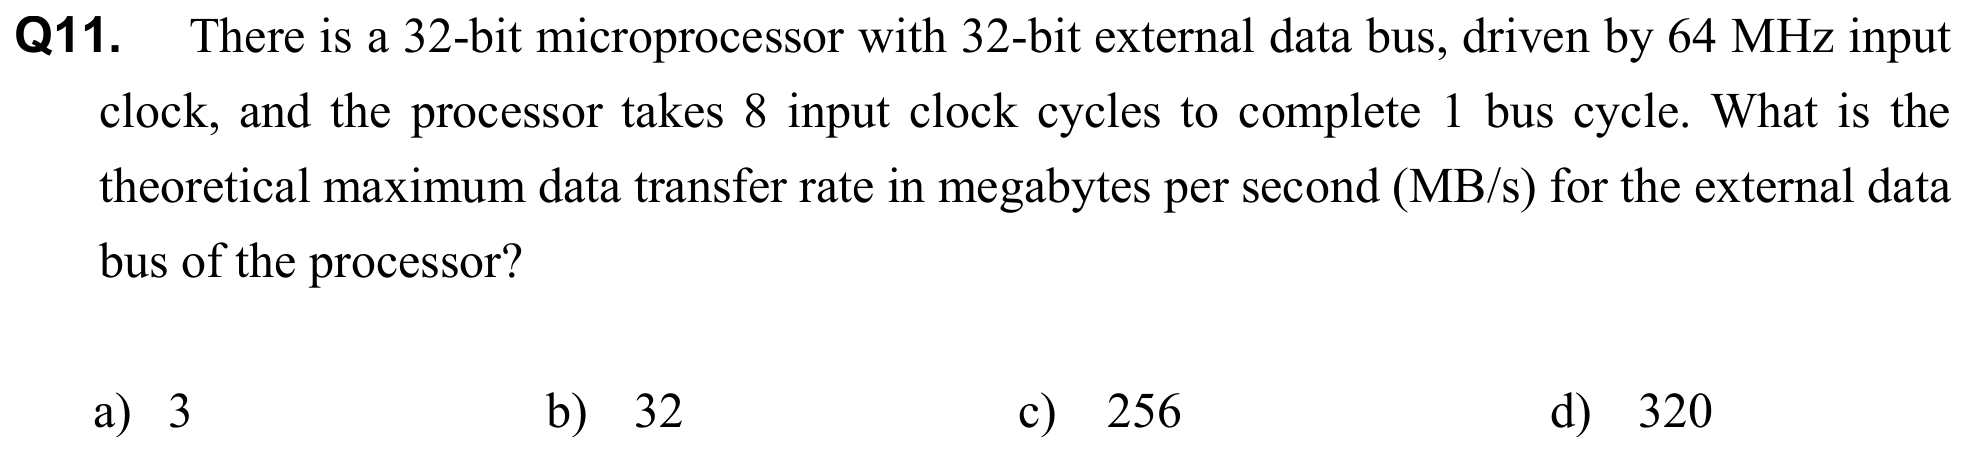 Q11. There is a 32-bit microprocessor with 32-bit external data bus, driven by 64 MHz input
clock, and the processor takes 8 input clock cycles to complete 1 bus cycle. What is the
theoretical maximum data transfer rate in megabytes per second (MB/s) for the external data
bus of the processor?
a) 3 b) 32 c) 256 d) 320